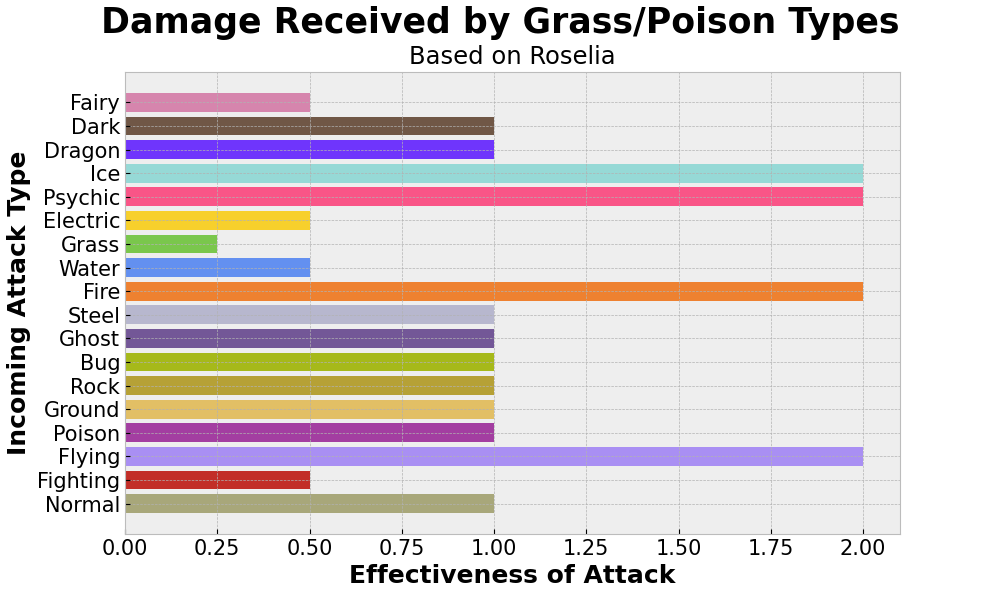 Damage Received by Grass/Poison Types
Based on Roselia
Incoming Attack Type
Fairy
Dark
Dragon
Ice
Psychic
Electric
Grass
Water
Fire
Steel
Ghost
Bug
Rock
Ground
Poison
Flying
Fighting
Normal
0.00 0.25 0.50 0.75 1.00 1.25 1.50 1.75 2.00
Effectiveness of Attack